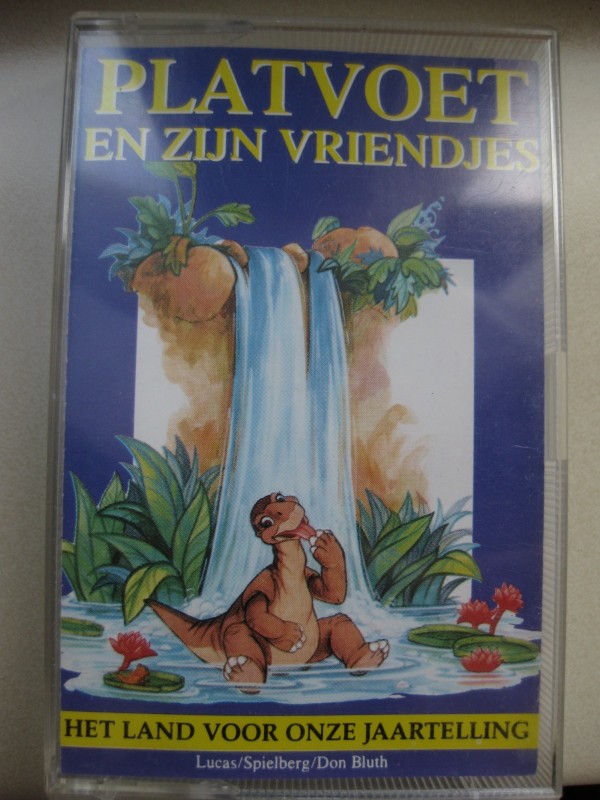 PLATVOET
EN ZIJN VRIENDJES
HET LAND VOOR ONZE JAARTELLING
Lucas/Spielberg/Don Bluth